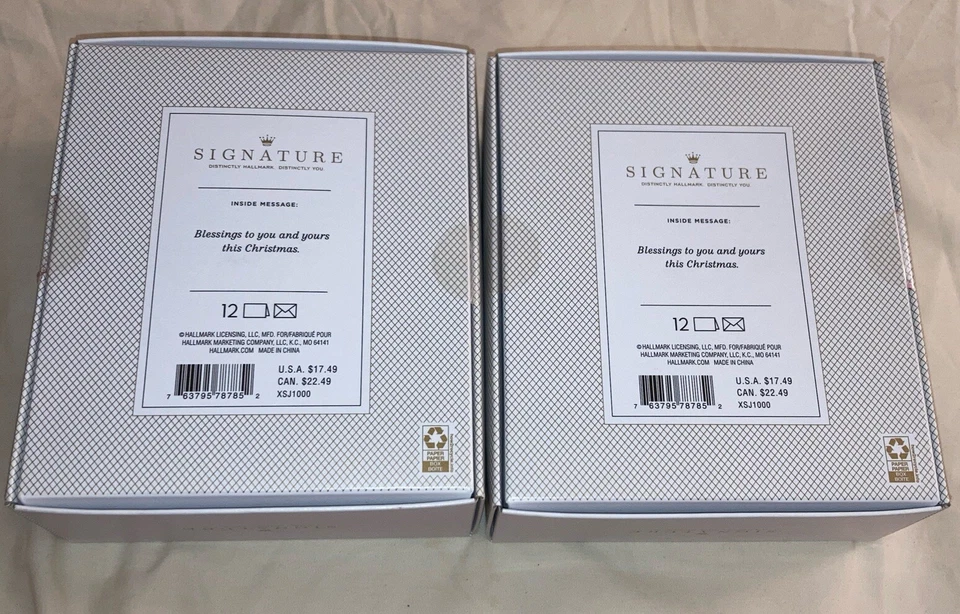 SIGNATURE
DISTINCTLY HALLMARK. DISTINCTLY YOU.
INSIDE MESSAGE:
Blessings to you and yours
this Christmas.
12
© HALLMARK LICENSING, LLC, MFD. FOR/FABRIQUÉ POUR
HALLMARK MARKETING COMPANY, LLC, K.C., MO 64141
HALLMARK.COM MADE IN CHINA
U.S.A. $17.49
CAN. $22.49
7 63795 78785 2
XSJ1000
PAPER
PAPIER
BOX
BOÎTE
SIGNATURE
DISTINCTLY HALLMARK. DISTINCTLY YOU.
INSIDE MESSAGE:
Blessings to you and yours
this Christmas.
12
© HALLMARK LICENSING, LLC, MFD. FOR/FABRIQUÉ POUR
HALLMARK MARKETING COMPANY, LLC, K.C., MO 64141
HALLMARK.COM MADE IN CHINA
U.S.A. $17.49
CAN. $22.49
7 63795 78785 2
XSJ1000
PAPER
PAPIER
BOX
BOÎTE